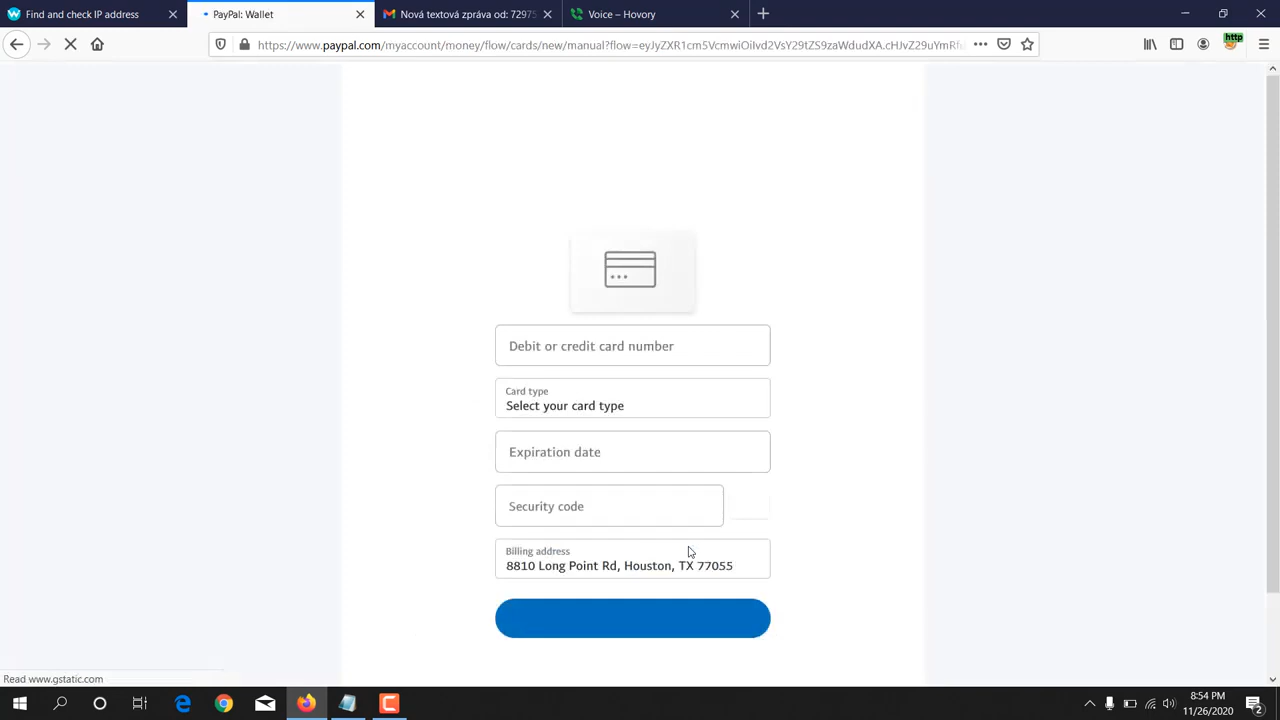 Find and check IP address
PayPal: Wallet
Nová textová zpráva od: 7297
Voice – Hovory
https://www.paypal.com/myaccount/money/flow/cards/new/manual?flow=
http
Debit or credit card number
Card type
Select your card type
Expiration date
Security code
Billing address
8810 Long Point Rd, Houston, TX 77055
Read www.gstatic.com
8:54 PM
11/26/2020
2